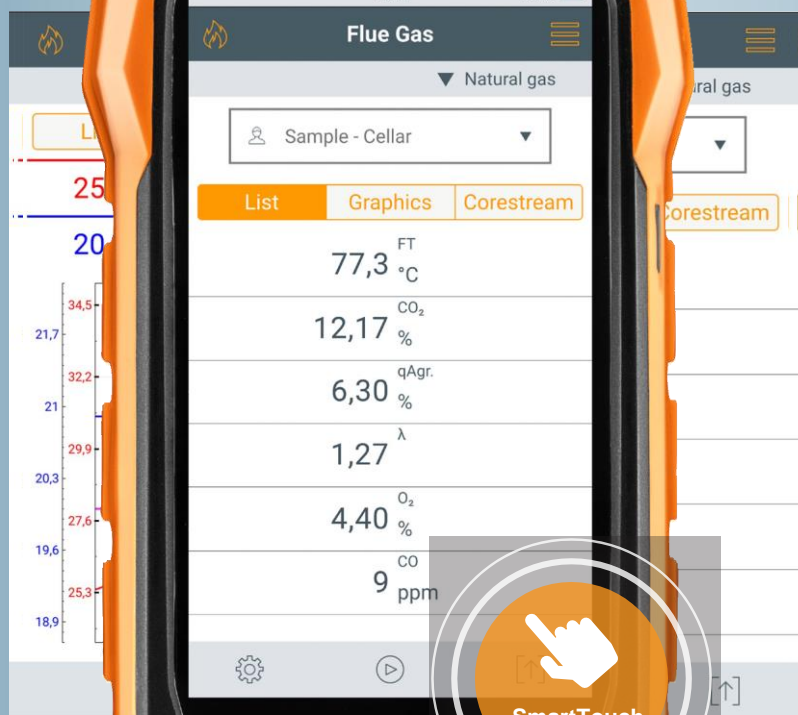 Flue Gas
Natural gas
Sample - Cellar
List
Graphics
Corestream
FT
77,3 °C
CO₂
12,17 %
qAgr.
6,30 %
λ
1,27
O₂
4,40 %
CO
9 ppm
SmartTouch
25
20
34,5
21,7
32,2
21
29,9
20,3
27,6
19,6
25,3
18,9
gas
Corestream